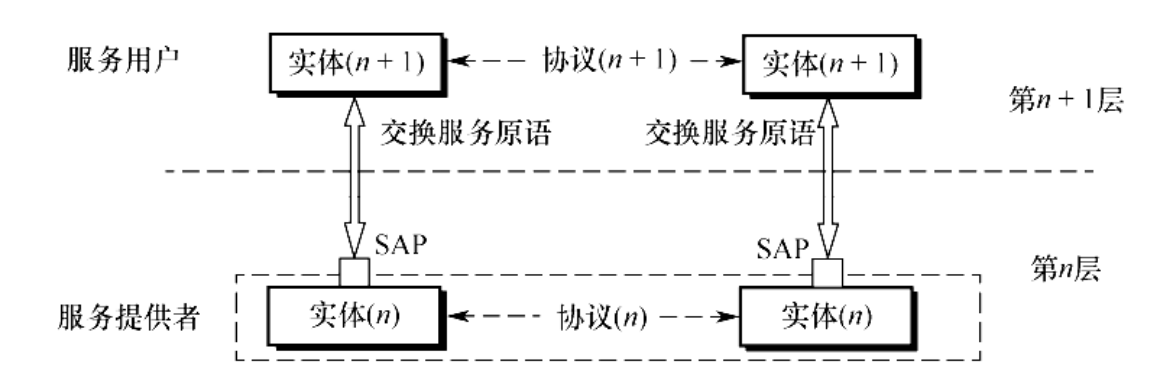 服务用户
实体(n + 1)
协议(n + 1)
实体(n + 1)
第n + 1层
交换服务原语
交换服务原语
SAP
SAP
第n层
服务提供者
实体(n)
协议(n)
实体(n)